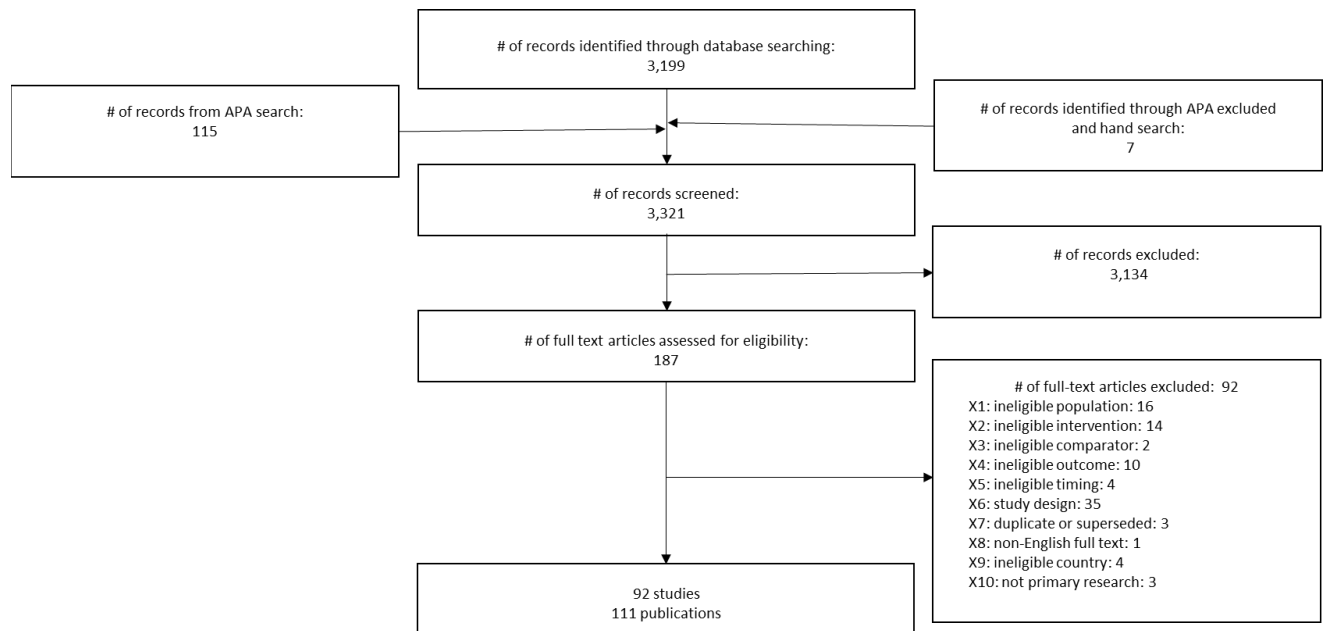 # of records identified through database searching:
3,199
# of records from APA search:
115
# of records identified through APA excluded
and hand search:
7
# of records screened:
3,321
# of records excluded:
3,134
# of full text articles assessed for eligibility:
187
# of full-text articles excluded:  92
X1: ineligible population: 16
X2: ineligible intervention: 14
X3: ineligible comparator: 2
X4: ineligible outcome: 10
X5: ineligible timing: 4
X6: study design: 35
X7: duplicate or superseded: 3
X8: non-English full text: 1
X9: ineligible country: 4
X10: not primary research: 3
92 studies
111 publications